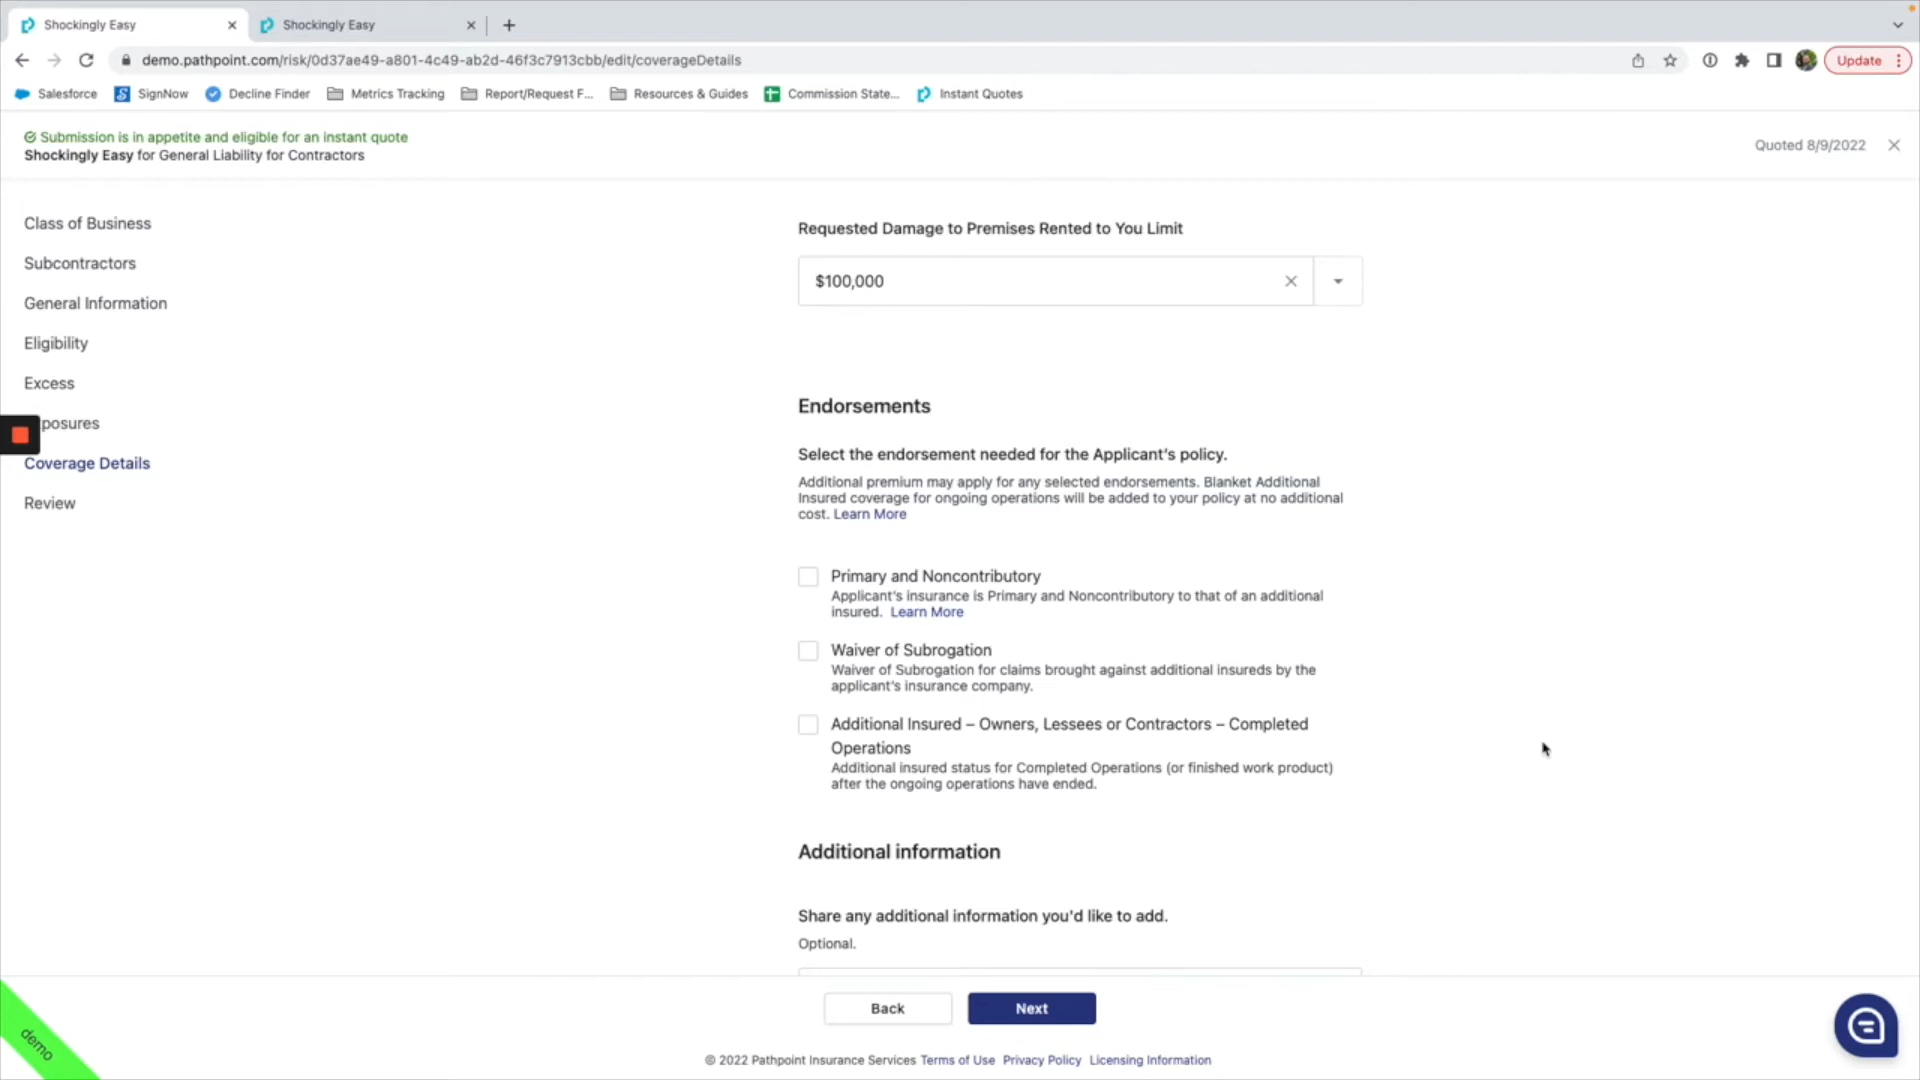 Shockingly Easy
Shockingly Easy
demo.pathpoint.com/risk/0d37ae49-a801-4c49-ab2d-46f3c7913cbb/edit/coverageDetails
Update
Salesforce
SignNow
Decline Finder
Metrics Tracking
Report/Request F...
Resources & Guides
Commission State...
Instant Quotes
Submission is in appetite and eligible for an instant quote
Shockingly Easy for General Liability for Contractors
Quoted 8/9/2022
Class of Business
Subcontractors
General Information
Eligibility
Excess
posures
Coverage Details
Review
Requested Damage to Premises Rented to You Limit
$100,000
Endorsements
Select the endorsement needed for the Applicant's policy.
Additional premium may apply for any selected endorsements. Blanket Additional
Insured coverage for ongoing operations will be added to your policy at no additional
cost. Learn More
Primary and Noncontributory
Applicant's insurance is Primary and Noncontributory to that of an additional
insured. Learn More
Waiver of Subrogation
Waiver of Subrogation for claims brought against additional insureds by the
applicant's insurance company.
Additional Insured – Owners, Lessees or Contractors – Completed
Operations
Additional insured status for Completed Operations (or finished work product)
after the ongoing operations have ended.
Additional information
Share any additional information you'd like to add.
Optional.
Back
Next
demo
© 2022 Pathpoint Insurance Services Terms of Use Privacy Policy Licensing Information